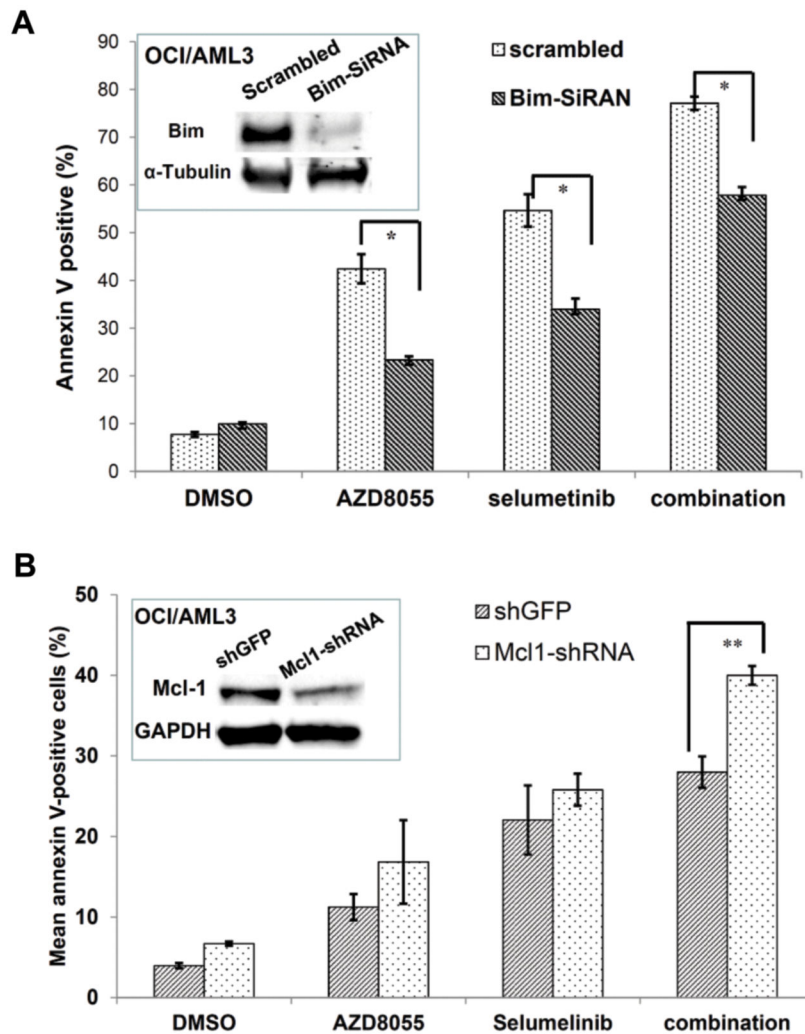 A
Annexin V positive (%)
90
80
70
60
50
40
30
20
10
0
OCI/AML3
Scrambled
Bim-SiRNA
Bim
α-Tubulin
scrambled
Bim-SiRAN
*
*
*
DMSO
AZD8055
selumetinib
combination
B
Mean annexin V-positive cells (%)
50
40
30
20
10
0
OCI/AML3
shGFP
Mcl1-shRNA
Mcl-1
GAPDH
shGFP
Mcl1-shRNA
**
DMSO
AZD8055
Selumelinib
combination